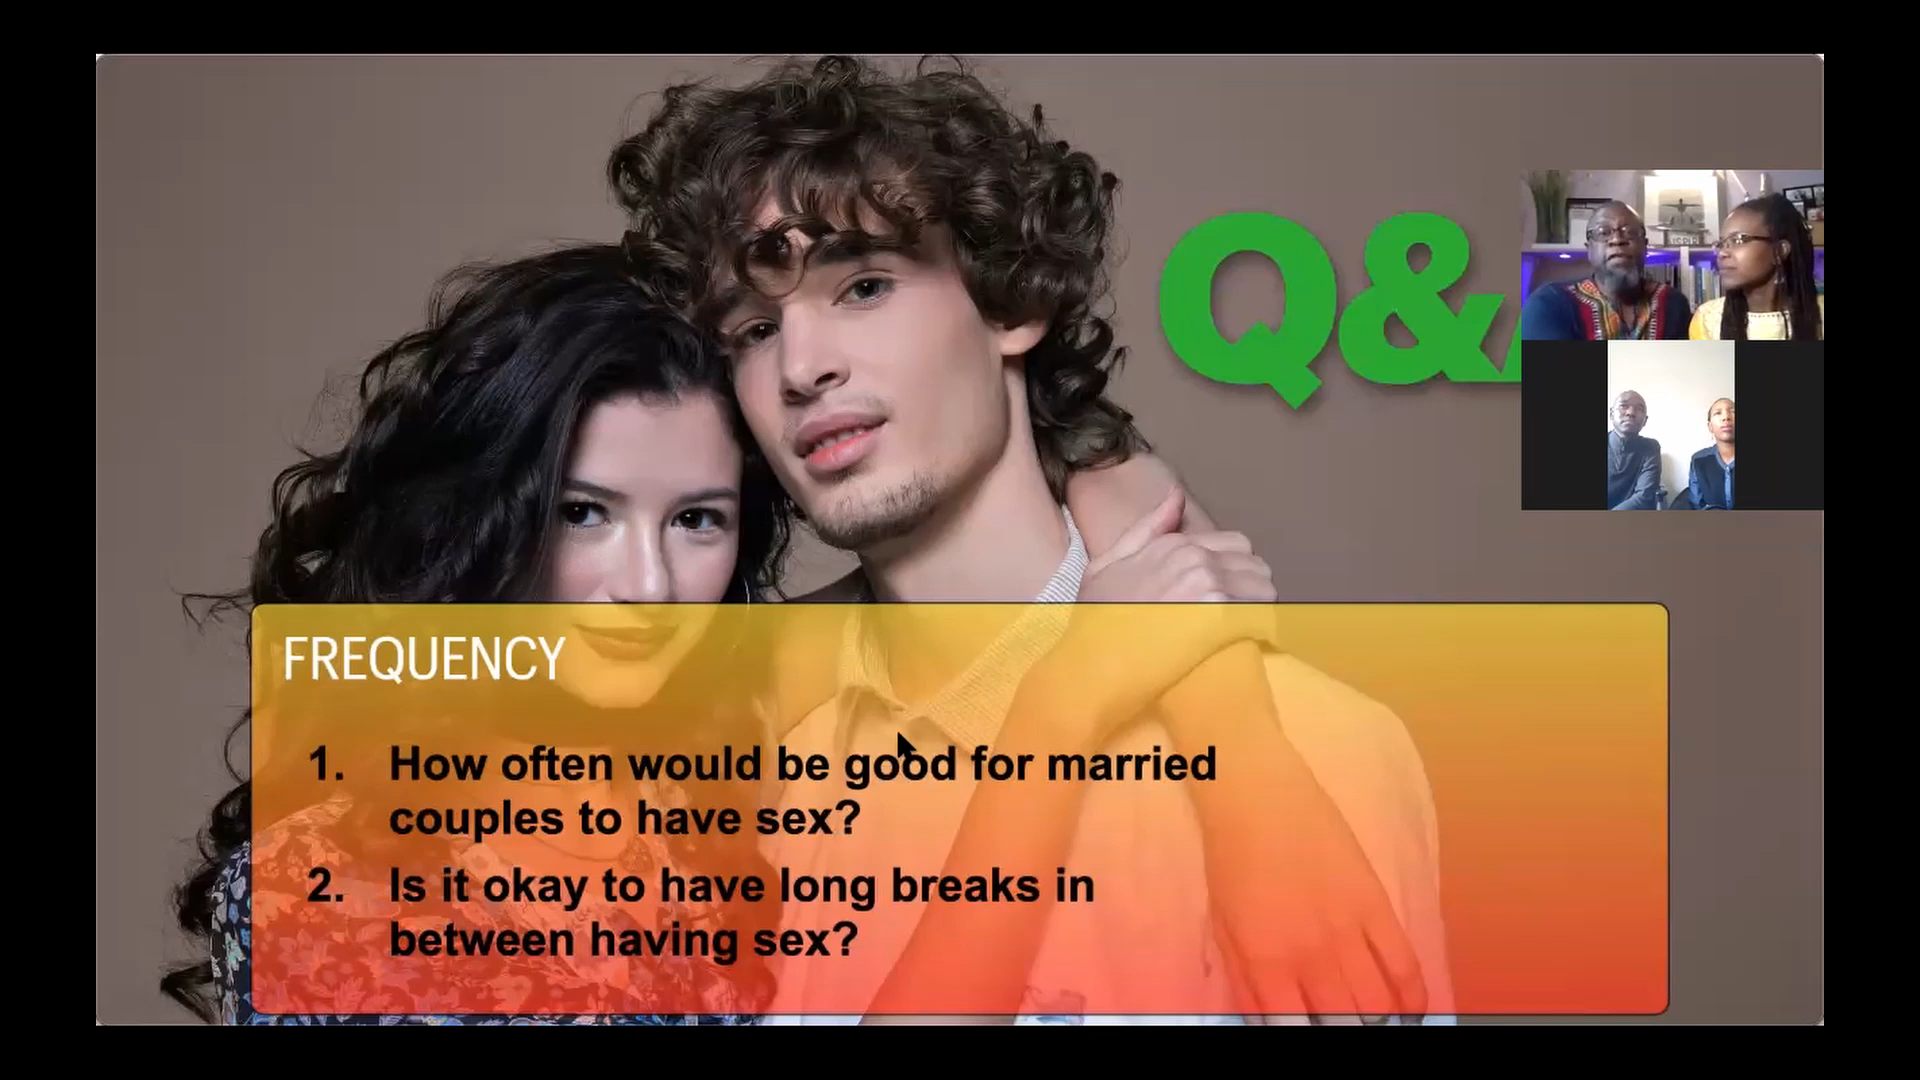 Q&
FREQUENCY
1. How often would be good for married
couples to have sex?
2. Is it okay to have long breaks in
between having sex?